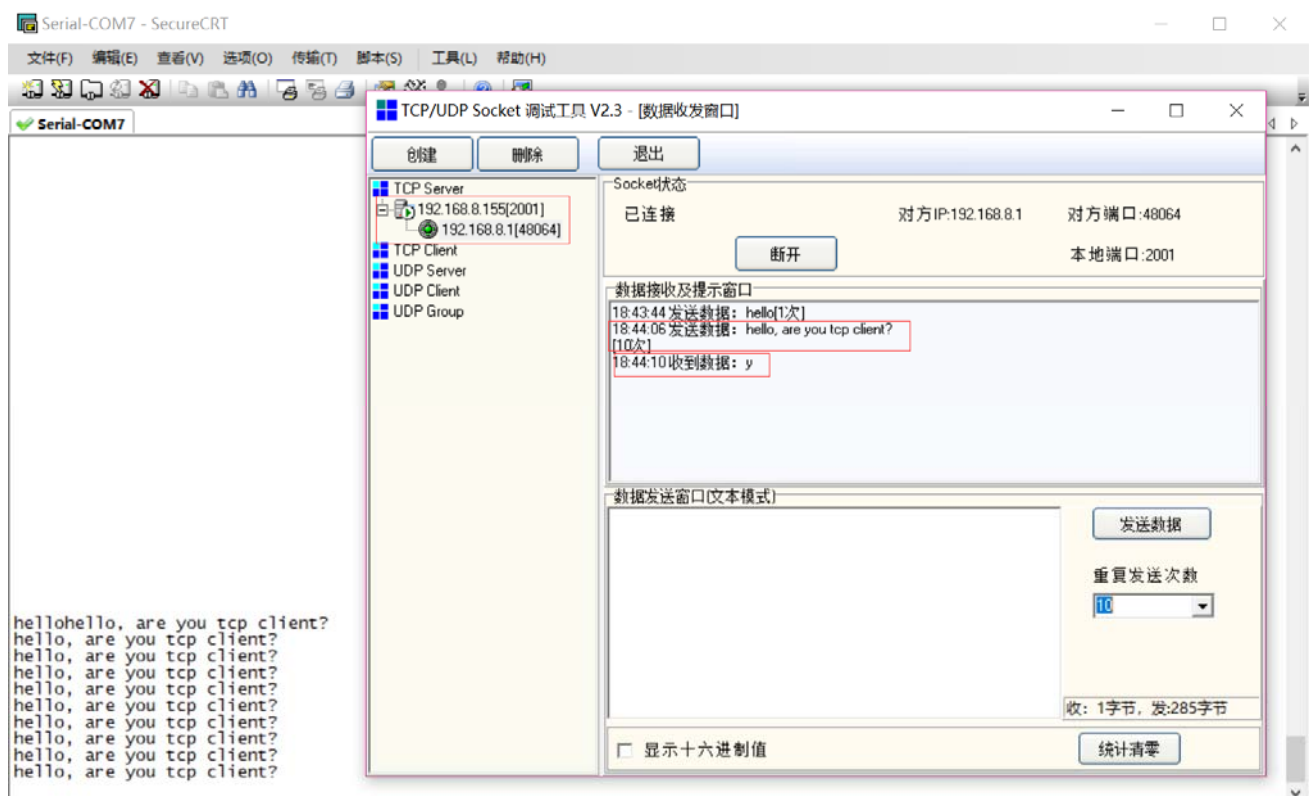 Serial-COM7 - SecureCRT
文件(F) 编辑(E) 查看(V) 选项(O) 传输(T) 脚本(S) 工具(L) 帮助(H)
Serial-COM7
TCP/UDP Socket 调试工具 V2.3 - [数据收发窗口]
创建 删除 退出
TCP Server
192.168.8.155[2001]
192.168.8.1[48064]
TCP Client
UDP Server
UDP Client
UDP Group
Socket状态
已连接 对方IP:192.168.8.1 对方端口:48064
断开 本地端口:2001
数据接收及提示窗口
18:43:44 发送数据：hello[1次]
18:44:06 发送数据：hello, are you tcp client?
[10次]
18:44:10 收到数据：y
数据发送窗口(文本模式)
发送数据
重复发送次数
10
收：1字节，发:285字节
显示十六进制值 统计清零
hellohello, are you tcp client?
hello, are you tcp client?
hello, are you tcp client?
hello, are you tcp client?
hello, are you tcp client?
hello, are you tcp client?
hello, are you tcp client?
hello, are you tcp client?
hello, are you tcp client?
hello, are you tcp client?